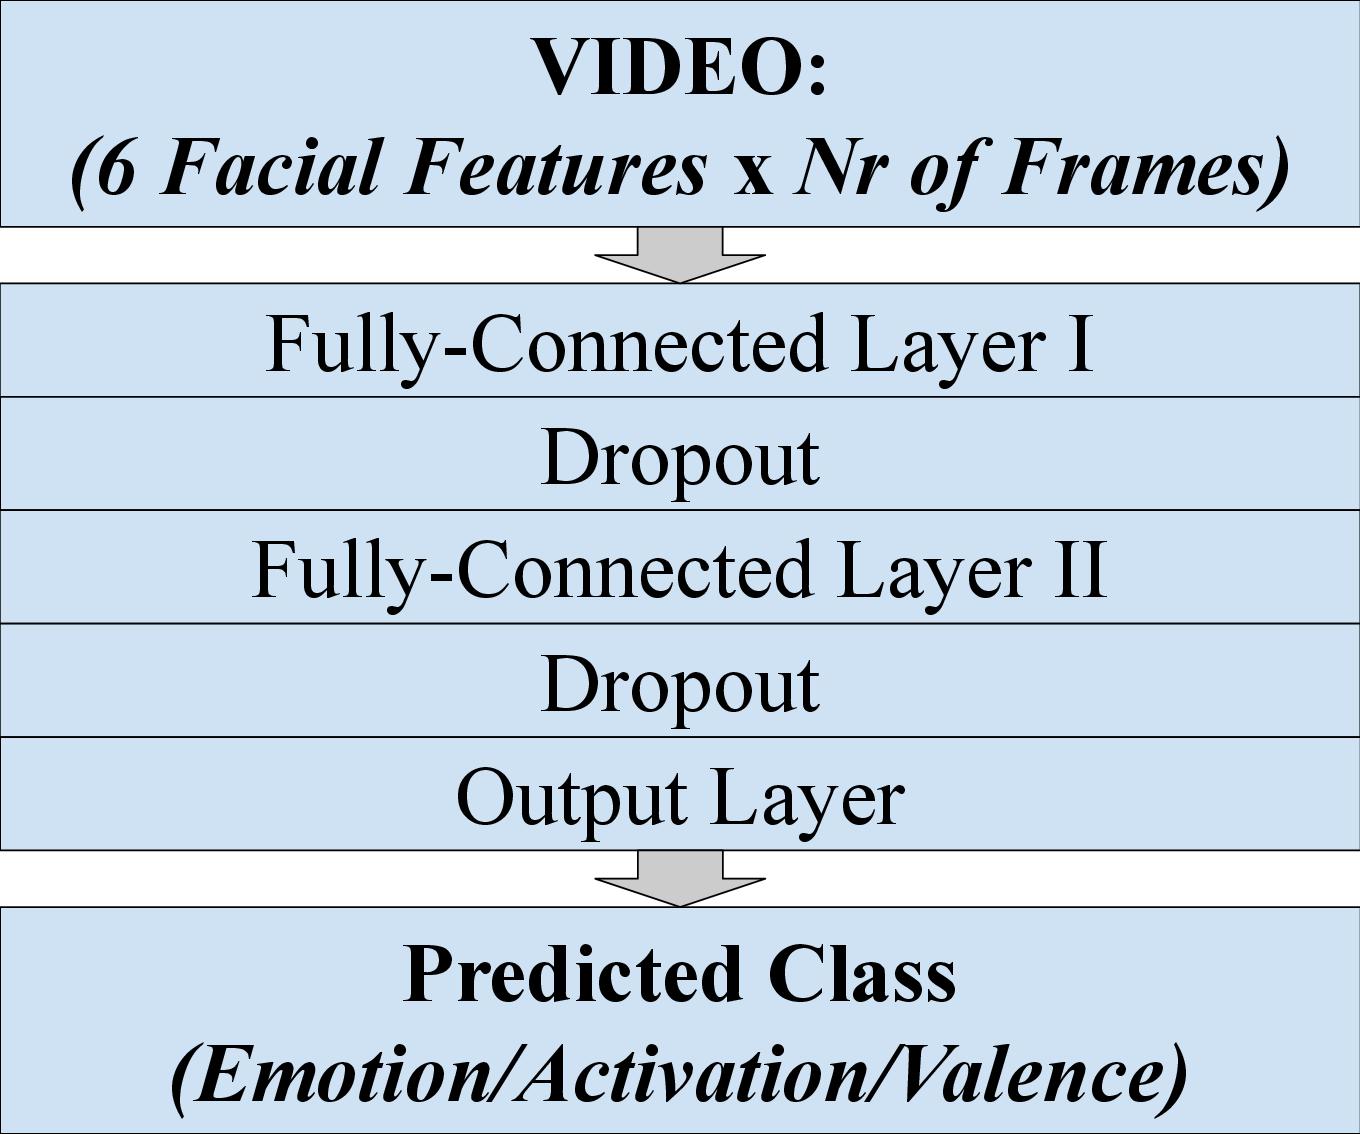 VIDEO:
(6 Facial Features x Nr of Frames)
Fully-Connected Layer I
Dropout
Fully-Connected Layer II
Dropout
Output Layer
Predicted Class
(Emotion/Activation/Valence)